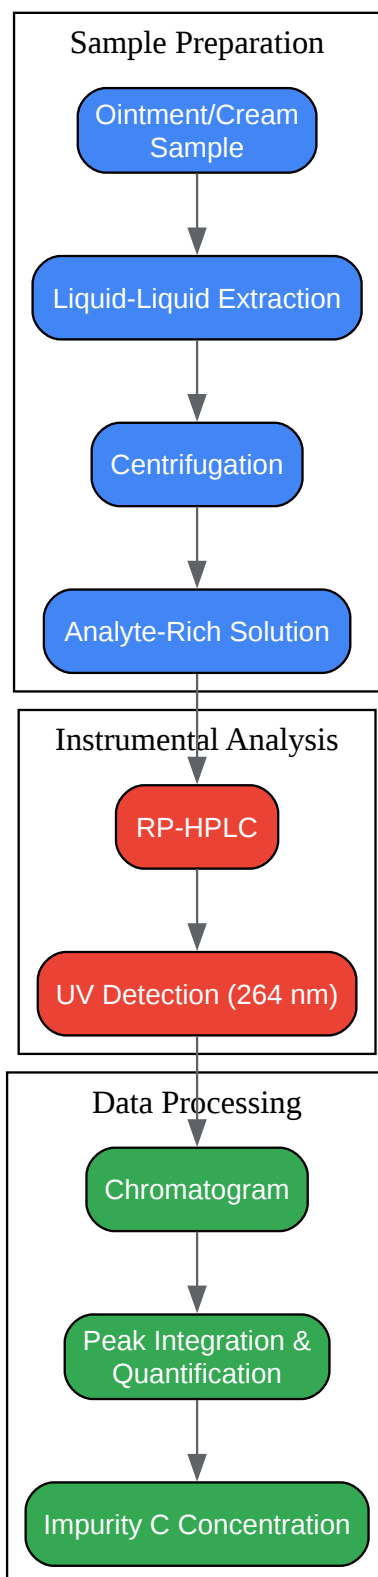 Sample Preparation
Ointment/Cream
Sample
Liquid-Liquid Extraction
Centrifugation
Analyte-Rich Solution
Instrumental Analysis
RP-HPLC
UV Detection (264 nm)
Data Processing
Chromatogram
Peak Integration &
Quantification
Impurity C Concentration